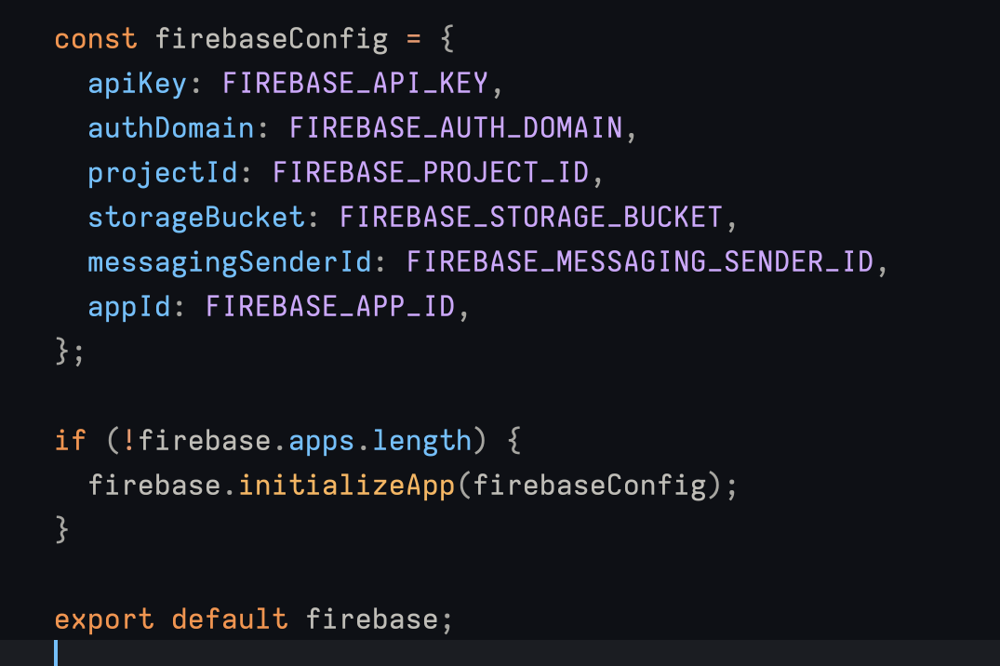 const firebaseConfig = {
  apiKey: FIREBASE_API_KEY,
  authDomain: FIREBASE_AUTH_DOMAIN,
  projectId: FIREBASE_PROJECT_ID,
  storageBucket: FIREBASE_STORAGE_BUCKET,
  messagingSenderId: FIREBASE_MESSAGING_SENDER_ID,
  appId: FIREBASE_APP_ID,
};

if (!firebase.apps.length) {
  firebase.initializeApp(firebaseConfig);
}

export default firebase;